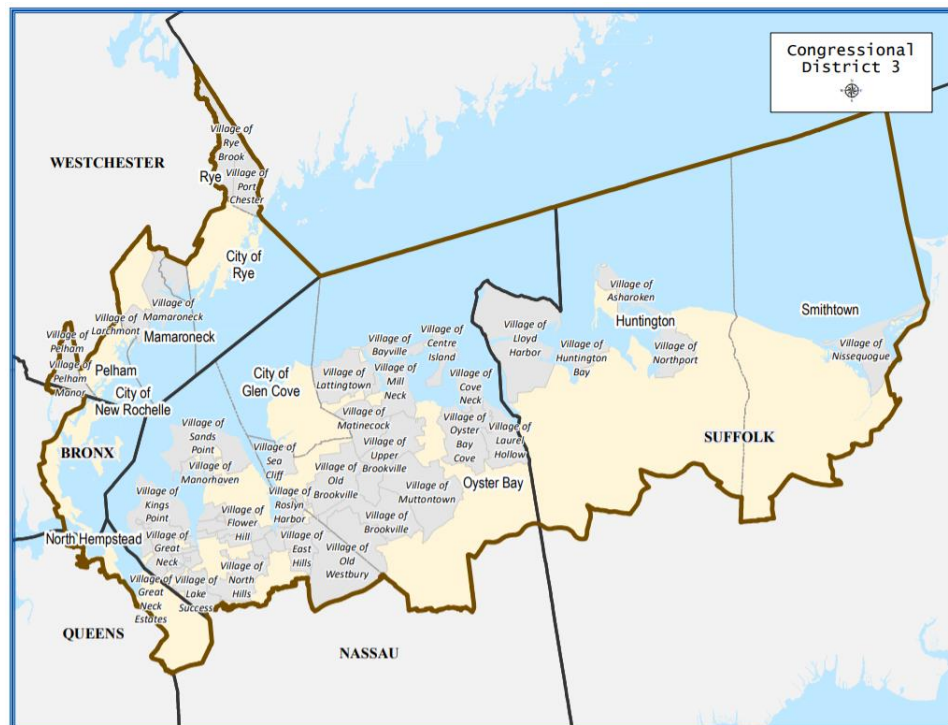 Congressional
District 3
WESTCHESTER
Village of
Rye
Brook
Rye
Village of
Port
Chester
City of
Rye
Village of
Mamaroneck
Village of
Larchmont
Mamaroneck
Village of
Pelham
Village of
Pelham
Manor
Pelham
City of
New Rochelle
BRONX
City of
Glen Cove
Village of
Lattingtown
Village of
Bayville
Village of
Mill
Neck
Village of
Centre
Island
Village of
Cove
Neck
Village of
Lloyd
Harbor
Village of
Asharoken
Huntington
Village of
Huntington
Bay
Village of
Northport
Smithtown
Village of
Nissequogue
SUFFOLK
Village of
Sands
Point
Village of
Manorhaven
Village of
Sea
Cliff
Village of
Matinecock
Village of
Upper
Brookville
Village of
Old
Brookville
Village of
Oyster
Bay
Cove
Village of
Laurel
Hollow
Oyster Bay
Village of
Muttontown
Village of
Brookville
Village of
Kings
Point
Village of
Roslyn
Harbor
Village of
Flower
Hill
North Hempstead
Village of
Great
Neck
Village of
East
Hills
Village of
Old
Westbury
Village of
Great
Neck
Estates
Village of
Lake
Success
Village of
North
Hills
QUEENS
NASSAU